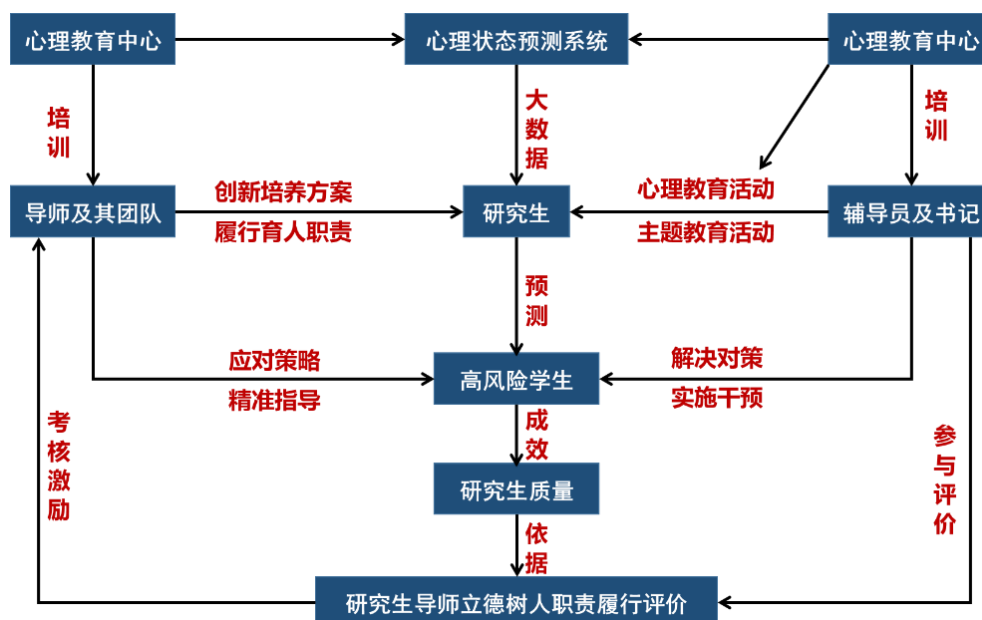 心理教育中心
心理状态预测系统
心理教育中心
培训
大数据
培训
导师及其团队
创新培养方案
履行育人职责
研究生
心理教育活动
主题教育活动
辅导员及书记
预测
应对策略
精准指导
高风险学生
解决对策
实施干预
考核激励
成效
参与评价
研究生质量
依据
研究生导师立德树人职责履行评价